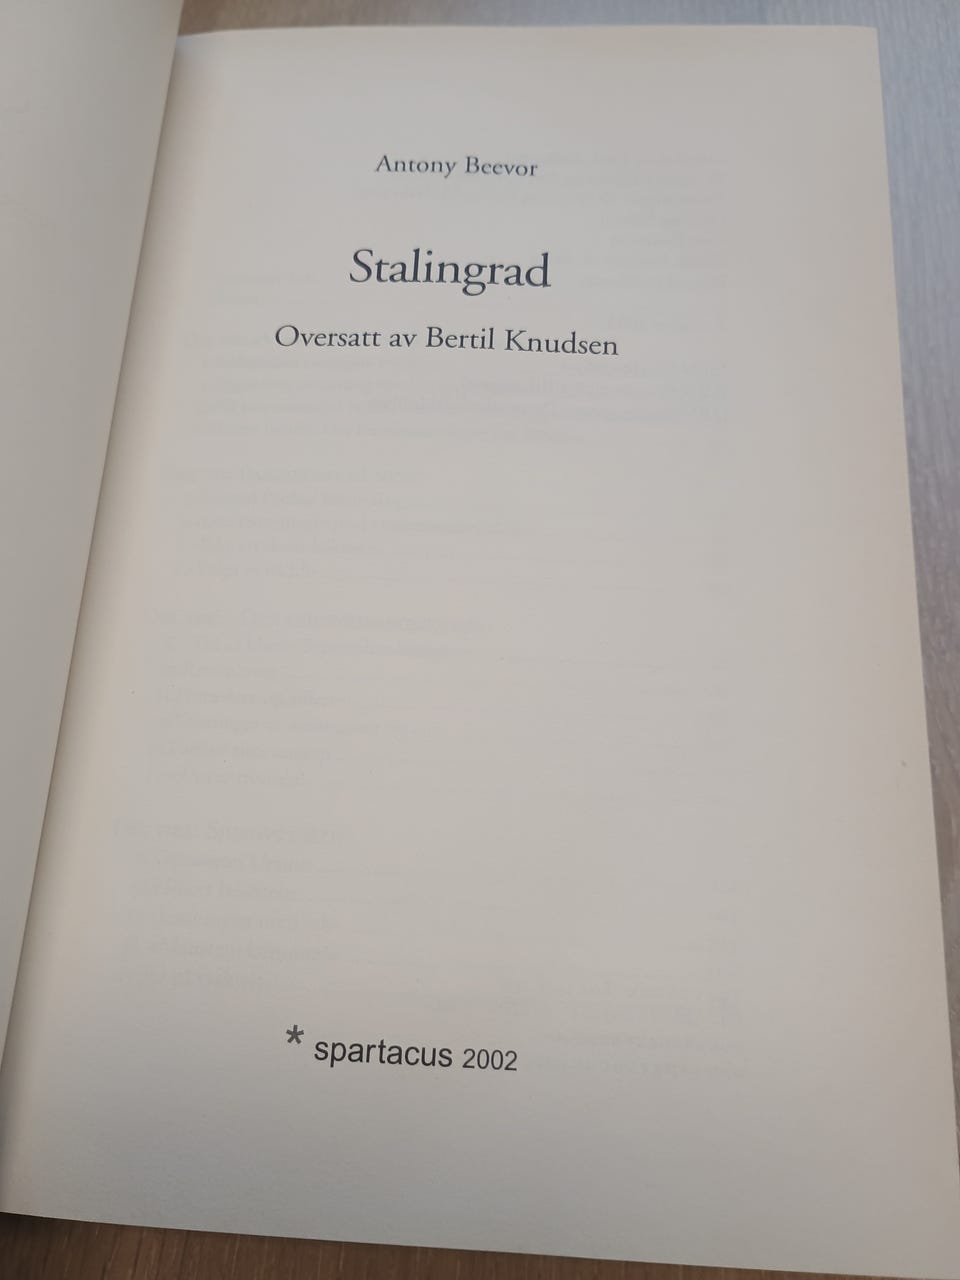 Antony Beevor
Stalingrad
Oversatt av Bertil Knudsen
* spartacus 2002